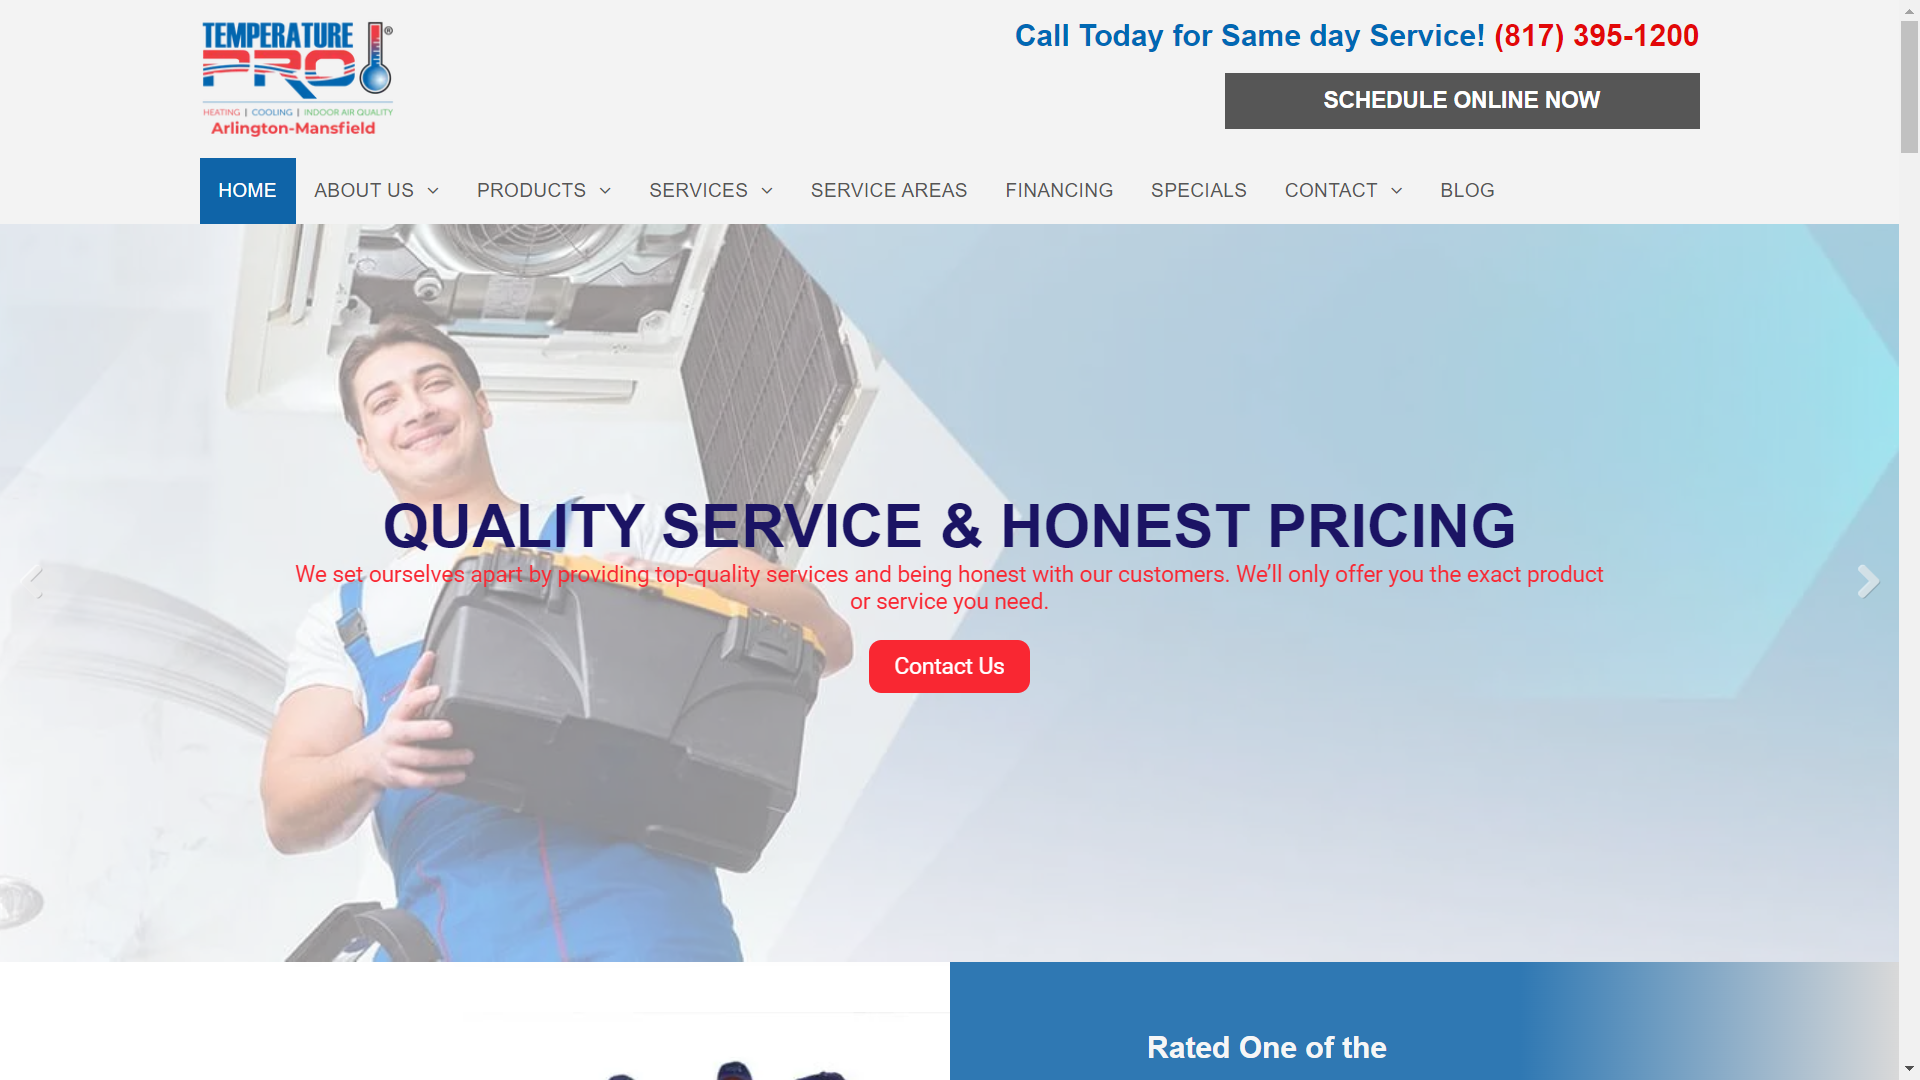 TEMPERATURE
PRO®
HEATING | COOLING | INDOOR AIR QUALITY
Arlington-Mansfield
Call Today for Same day Service! (817) 395-1200
SCHEDULE ONLINE NOW
HOME ABOUT US PRODUCTS SERVICES SERVICE AREAS FINANCING SPECIALS CONTACT BLOG
QUALITY SERVICE & HONEST PRICING
We set ourselves apart by providing top-quality services and being honest with our customers. We’ll only offer you the exact product
or service you need.
Contact Us
Rated One of the